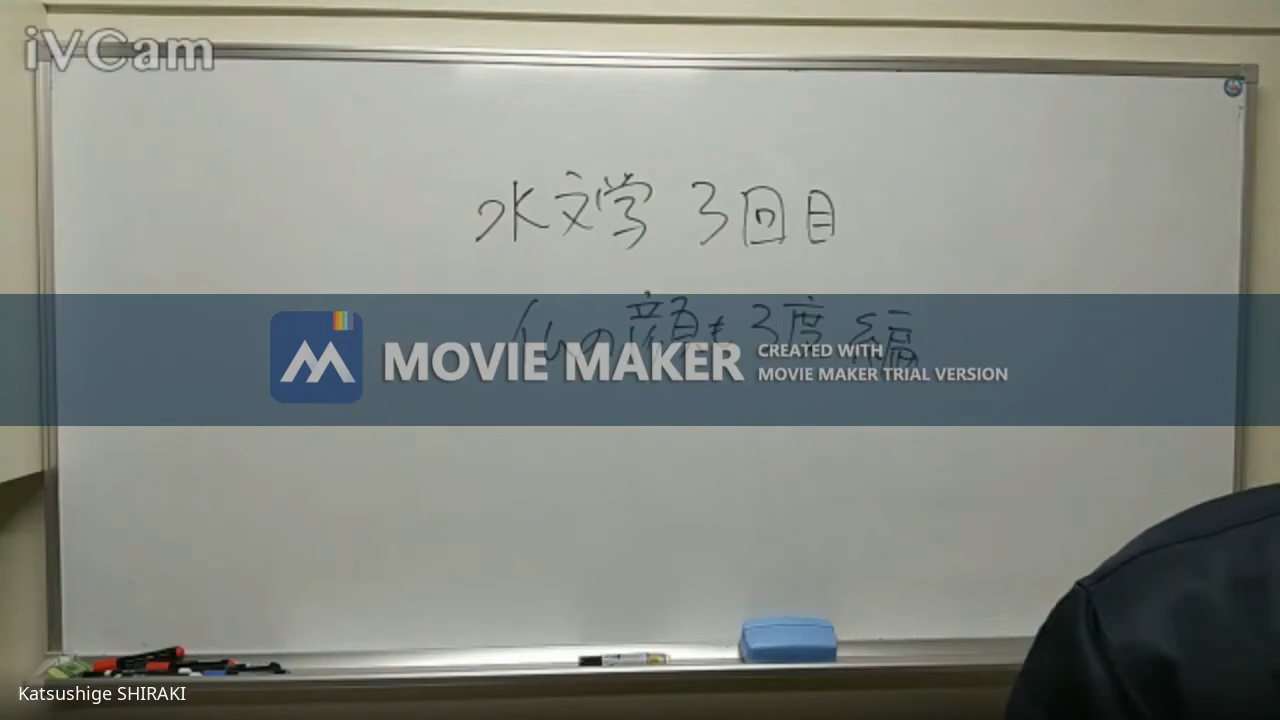 iVCam
水文学 3回目
仏の顔も3度編
MOVIE MAKER
CREATED WITH
MOVIE MAKER TRIAL VERSION
Katsushige SHIRAKI